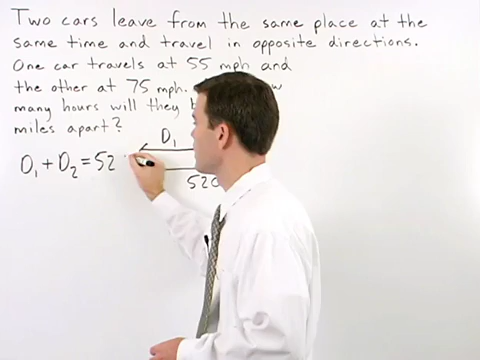 Two cars leave from the same place at the
same time and travel in opposite directions.
One car travels at 55 mph and
the other at 75 mph.
many hours will they
miles apart?
D₁
D₁ + D₂ = 52
520